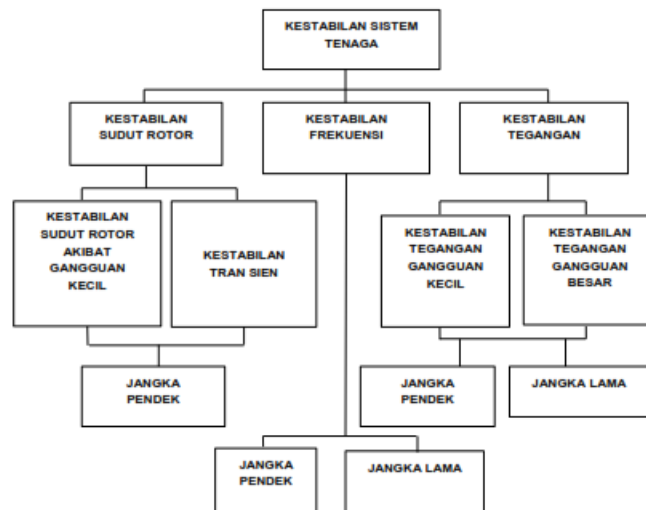 KESTABILAN SISTEM
TENAGA
KESTABILAN
SUDUT ROTOR
KESTABILAN
FREKUENSI
KESTABILAN
TEGANGAN
KESTABILAN
SUDUT ROTOR
AKIBAT
GANGGUAN
KECIL
KESTABILAN
TRAN SIEN
KESTABILAN
TEGANGAN
GANGGUAN
KECIL
KESTABILAN
TEGANGAN
GANGGUAN
BESAR
JANGKA
PENDEK
JANGKA
PENDEK
JANGKA LAMA
JANGKA
PENDEK
JANGKA LAMA